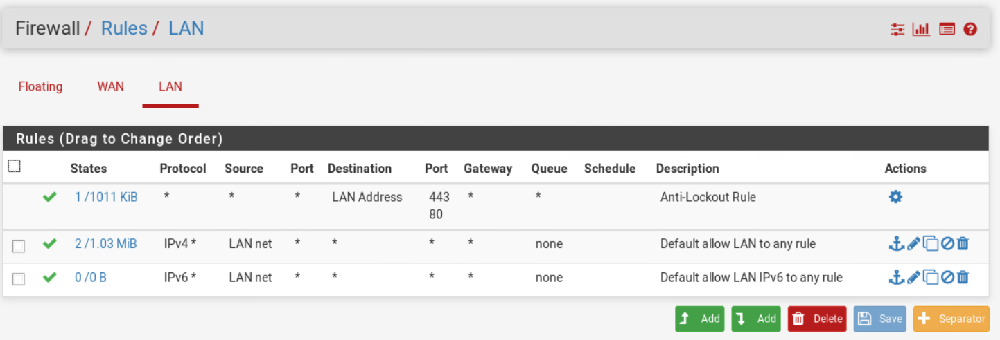 Firewall / Rules / LAN
Floating WAN LAN
Rules (Drag to Change Order)
States Protocol Source Port Destination Port Gateway Queue Schedule Description Actions
1 /1011 KiB * * * LAN Address 443 * * Anti-Lockout Rule
80
2 /1.03 MiB IPv4 * LAN net * * * * none Default allow LAN to any rule
0 /0 B IPv6 * LAN net * * * * none Default allow LAN IPv6 to any rule
Add Add Delete Save Separator